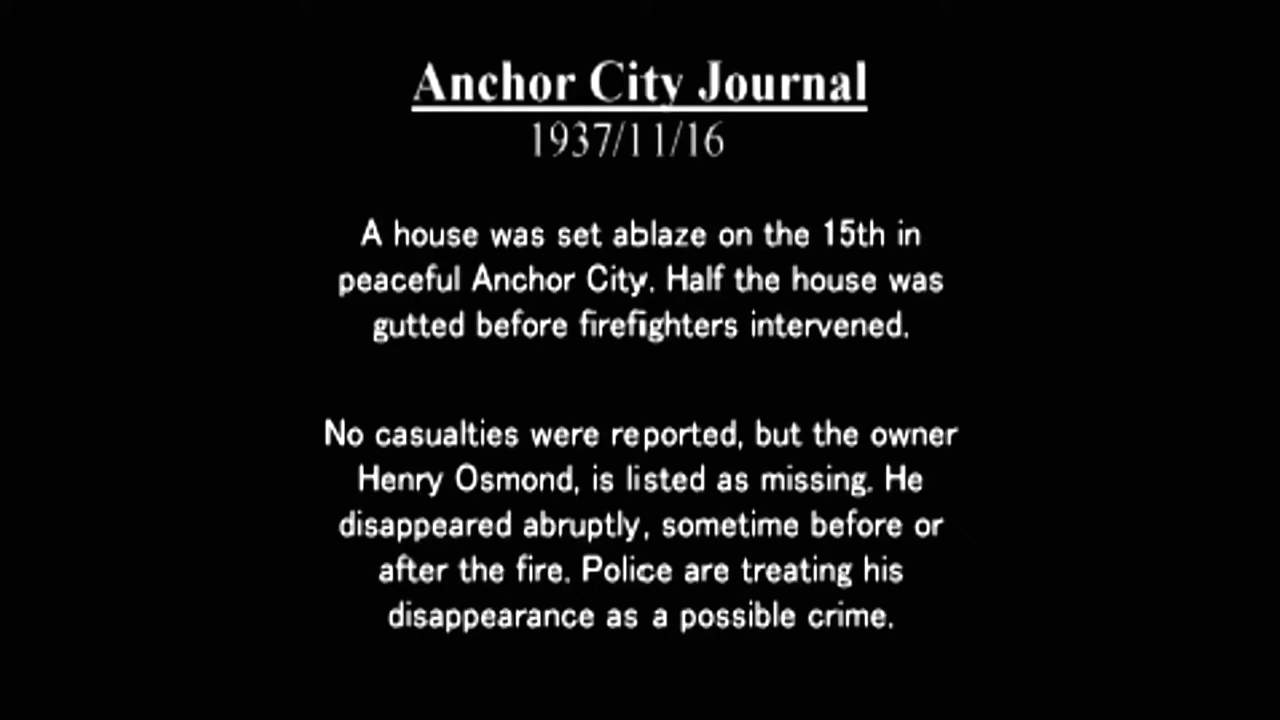 Anchor City Journal
1937/11/16
A house was set ablaze on the 15th in
peaceful Anchor City. Half the house was
gutted before firefighters intervened.
No casualties were reported, but the owner
Henry Osmond, is listed as missing. He
disappeared abruptly, sometime before or
after the fire. Police are treating his
disappearance as a possible crime.